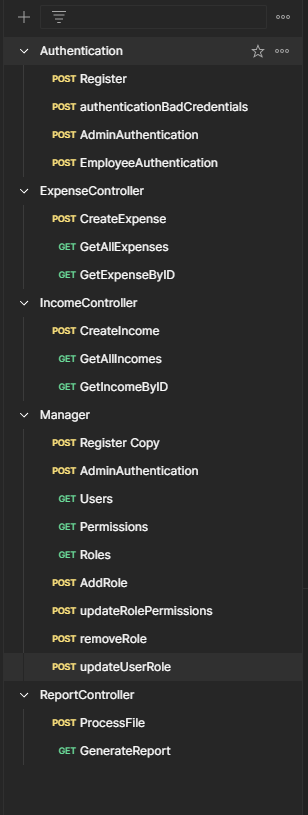 Authentication
POST Register
POST authenticationBadCredentials
POST AdminAuthentication
POST EmployeeAuthentication
ExpenseController
POST CreateExpense
GET GetAllExpenses
GET GetExpenseByID
IncomeController
POST CreateIncome
GET GetAllIncomes
GET GetIncomeByID
Manager
POST Register Copy
POST AdminAuthentication
GET Users
GET Permissions
GET Roles
POST AddRole
POST updateRolePermissions
POST removeRole
POST updateUserRole
ReportController
POST ProcessFile
GET GenerateReport